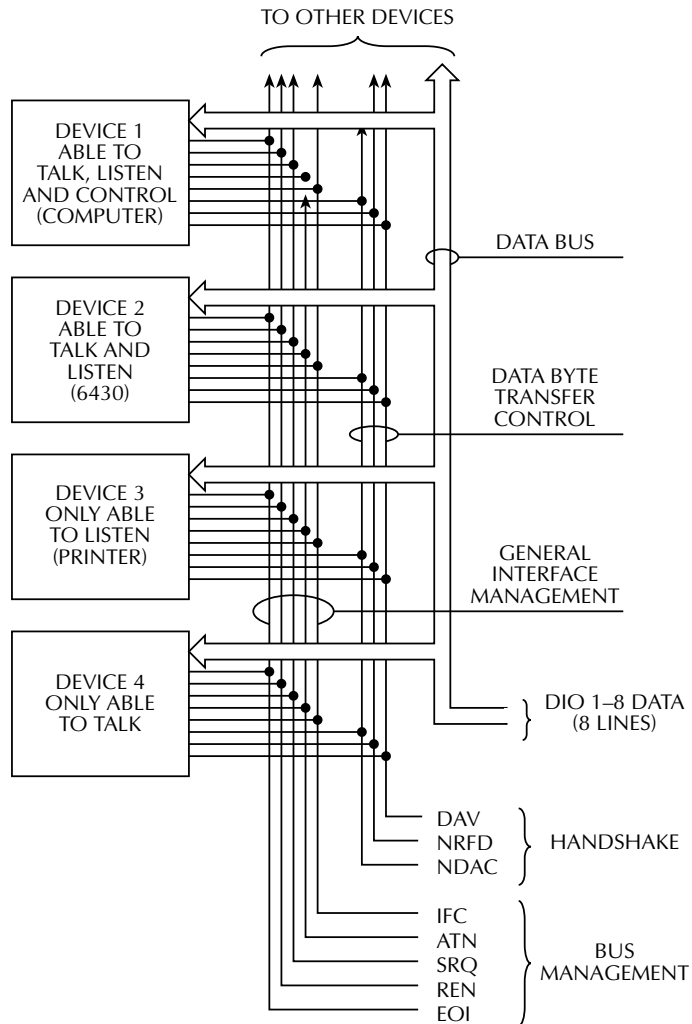 TO OTHER DEVICES
DEVICE 1
ABLE TO
TALK, LISTEN
AND CONTROL
(COMPUTER)
DATA BUS
DEVICE 2
ABLE TO
TALK AND
LISTEN
(6430)
DATA BYTE
TRANSFER
CONTROL
DEVICE 3
ONLY ABLE
TO LISTEN
(PRINTER)
GENERAL
INTERFACE
MANAGEMENT
DEVICE 4
ONLY ABLE
TO TALK
DIO 1–8 DATA
(8 LINES)
DAV
NRFD
NDAC
HANDSHAKE
IFC
ATN
SRQ
REN
EOI
BUS
MANAGEMENT